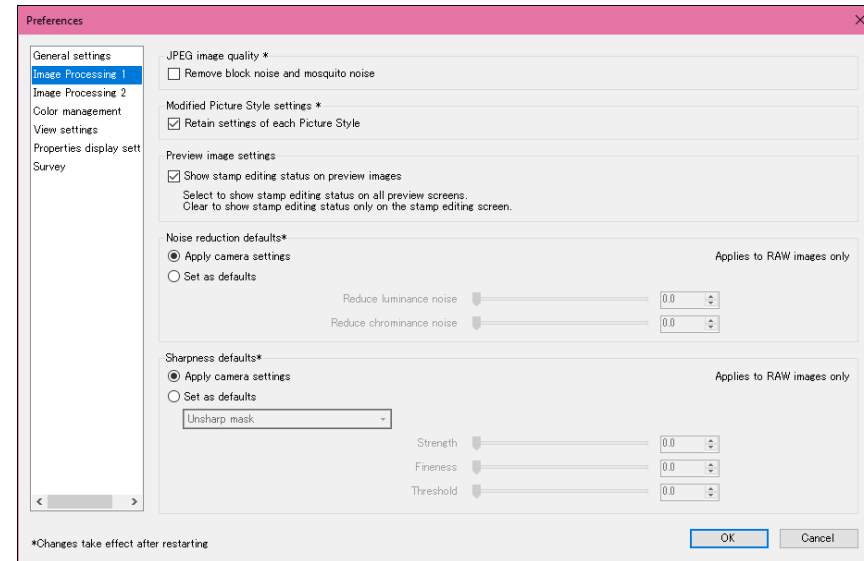 Preferences
General settings
Image Processing 1
Image Processing 2
Color management
View settings
Properties display sett
Survey
JPEG image quality *
Remove block noise and mosquito noise
Modified Picture Style settings *
Retain settings of each Picture Style
Preview image settings
Show stamp editing status on preview images
Select to show stamp editing status on all preview screens.
Clear to show stamp editing status only on the stamp editing screen.
Noise reduction defaults*
Apply camera settings Applies to RAW images only
Set as defaults
Reduce luminance noise 0.0
Reduce chrominance noise 0.0
Sharpness defaults*
Apply camera settings Applies to RAW images only
Set as defaults
Unsharp mask
Strength 0.0
Fineness 0.0
Threshold 0.0
*Changes take effect after restarting
OK Cancel